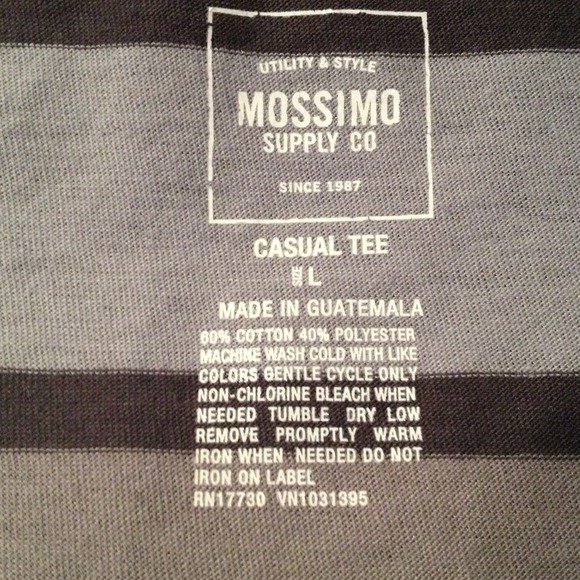 UTILITY & STYLE
MOSSIMO
SUPPLY CO
SINCE 1987
CASUAL TEE
SIZE L
MADE IN GUATEMALA
60% COTTON 40% POLYESTER
MACHINE WASH COLD WITH LIKE
COLORS GENTLE CYCLE ONLY
NON-CHLORINE BLEACH WHEN
NEEDED TUMBLE DRY LOW
REMOVE PROMPTLY WARM
IRON WHEN NEEDED DO NOT
IRON ON LABEL
RN17730 VN1031395